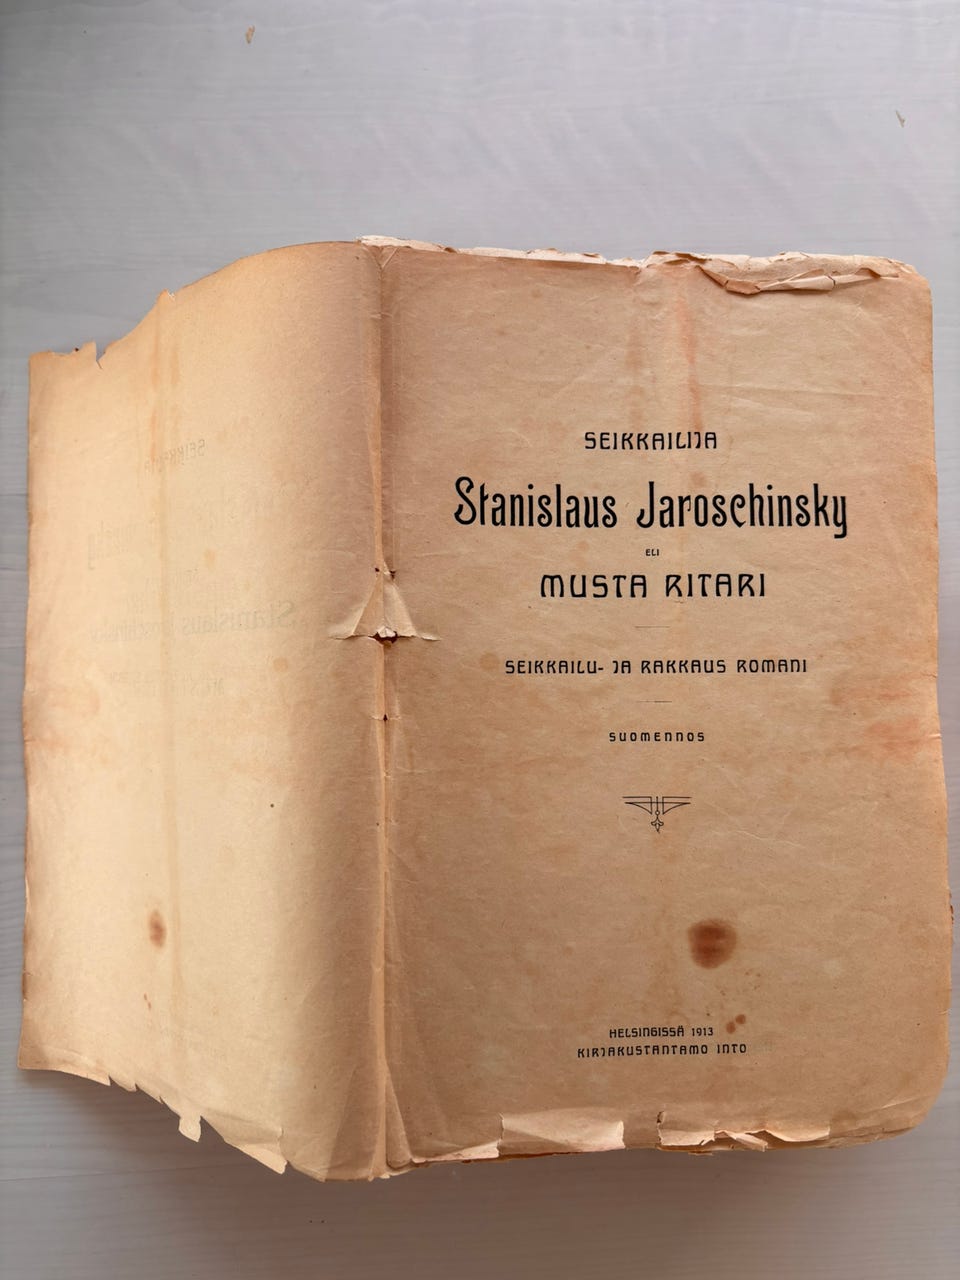 SEIKKAILIJA
Stanislaus Jaroschinsky
ELI
MUSTA RITARI
SEIKKAILU- JA RAKKAUS ROMANI
SUOMENNOS
HELSINGISSÄ 1913
KIRJAKUSTANTAMO INTO